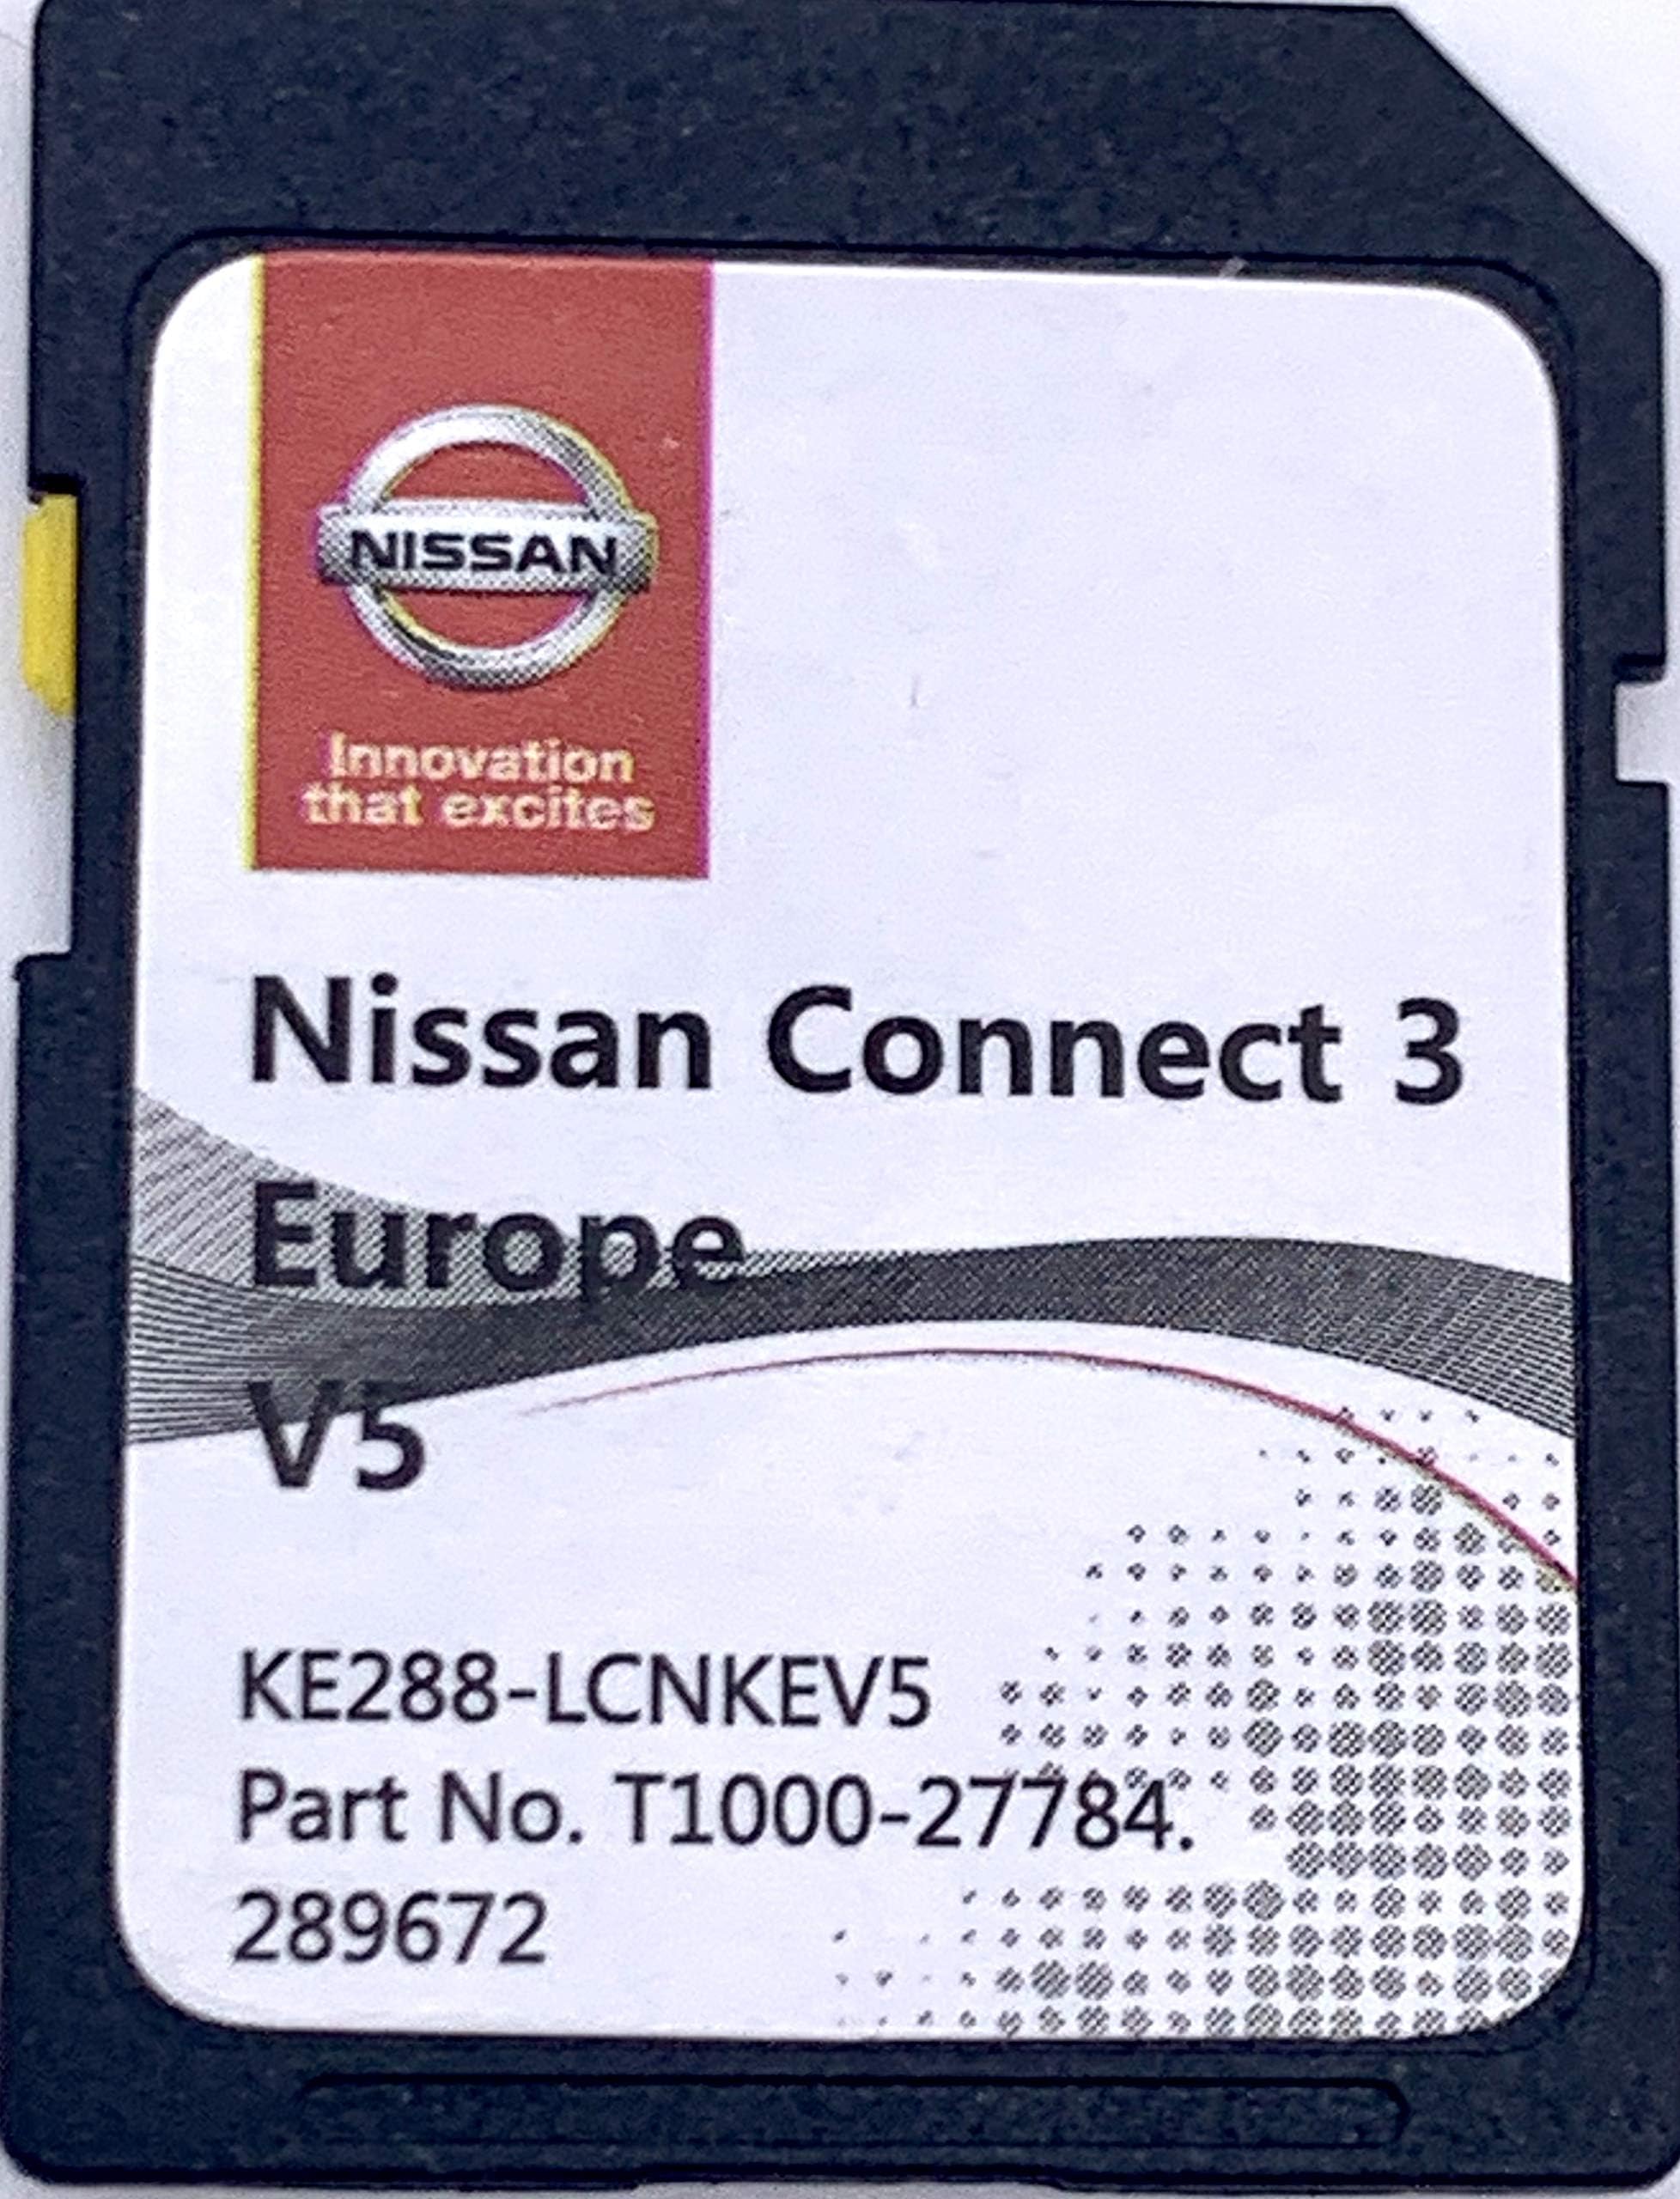 NISSAN
Innovation
that excites
Nissan Connect 3
Europe
V5
KE288-LCNKEV5
Part No. T1000-27784.
289672